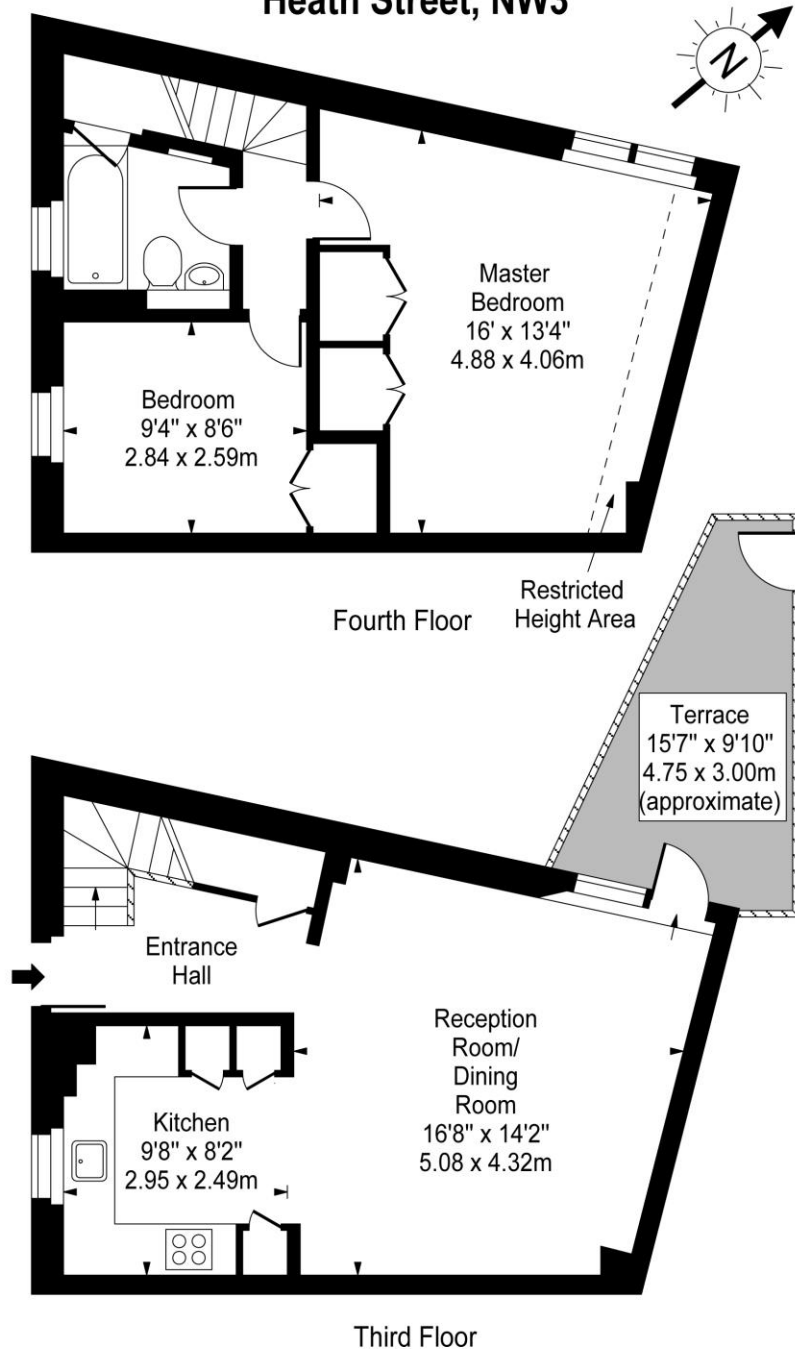 Heath Street, NW3
N
Master
Bedroom
16' x 13'4"
4.88 x 4.06m
Bedroom
9'4" x 8'6"
2.84 x 2.59m
Restricted
Height Area
Fourth Floor
Terrace
15'7" x 9'10"
4.75 x 3.00m
(approximate)
Entrance
Hall
Reception
Room/
Dining
Room
16'8" x 14'2"
5.08 x 4.32m
Kitchen
9'8" x 8'2"
2.95 x 2.49m
Third Floor